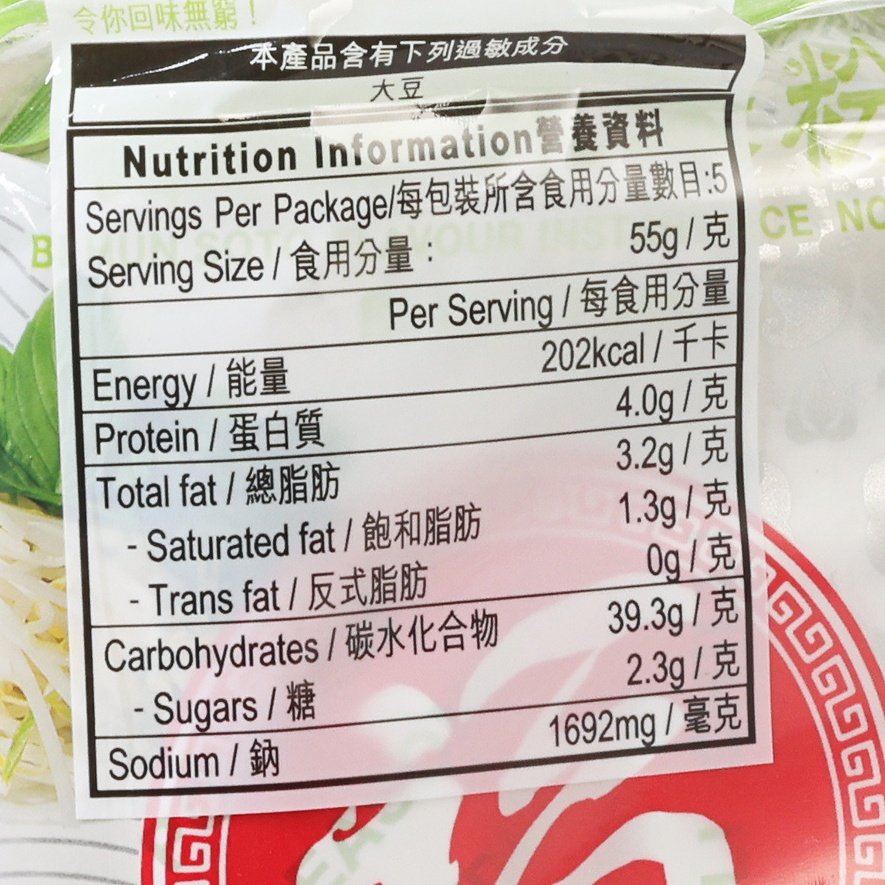 令你回味無窮！
本產品含有下列過敏成分
大豆
粉
Nutrition Information營養資料
Servings Per Package/每包裝所含食用分量數目:5
Serving Size / 食用分量： 55g / 克
CE NO
Per Serving / 每食用分量
Energy / 能量 202kcal / 千卡
Protein / 蛋白質 4.0g / 克
Total fat / 總脂肪 3.2g / 克
- Saturated fat / 飽和脂肪 1.3g / 克
- Trans fat / 反式脂肪 0g / 克
Carbohydrates / 碳水化合物 39.3g / 克
- Sugars / 糖 2.3g / 克
Sodium / 鈉 1692mg / 毫克